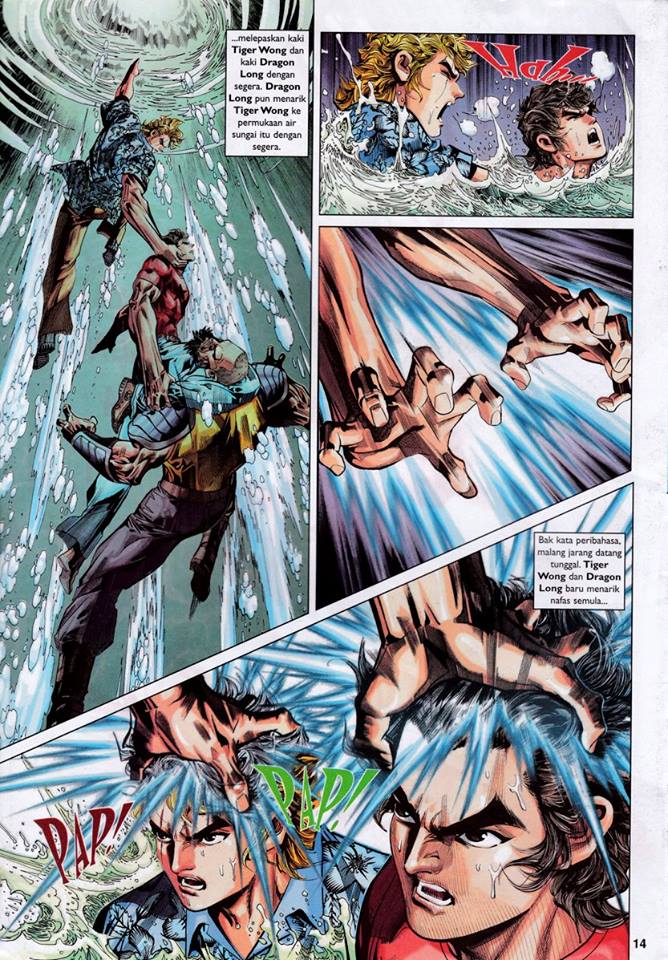 ...melepaskan kaki
Tiger Wong dan
kaki Dragon
Long dengan
segera. Dragon
Long pun menarik
Tiger Wong ke
permukaan air
sungai itu dengan
segera.
Bak kata peribahasa,
malang jarang datang
tunggal. Tiger
Wong dan Dragon
Long baru menarik
nafas semula...
PAP!
PAP!
14